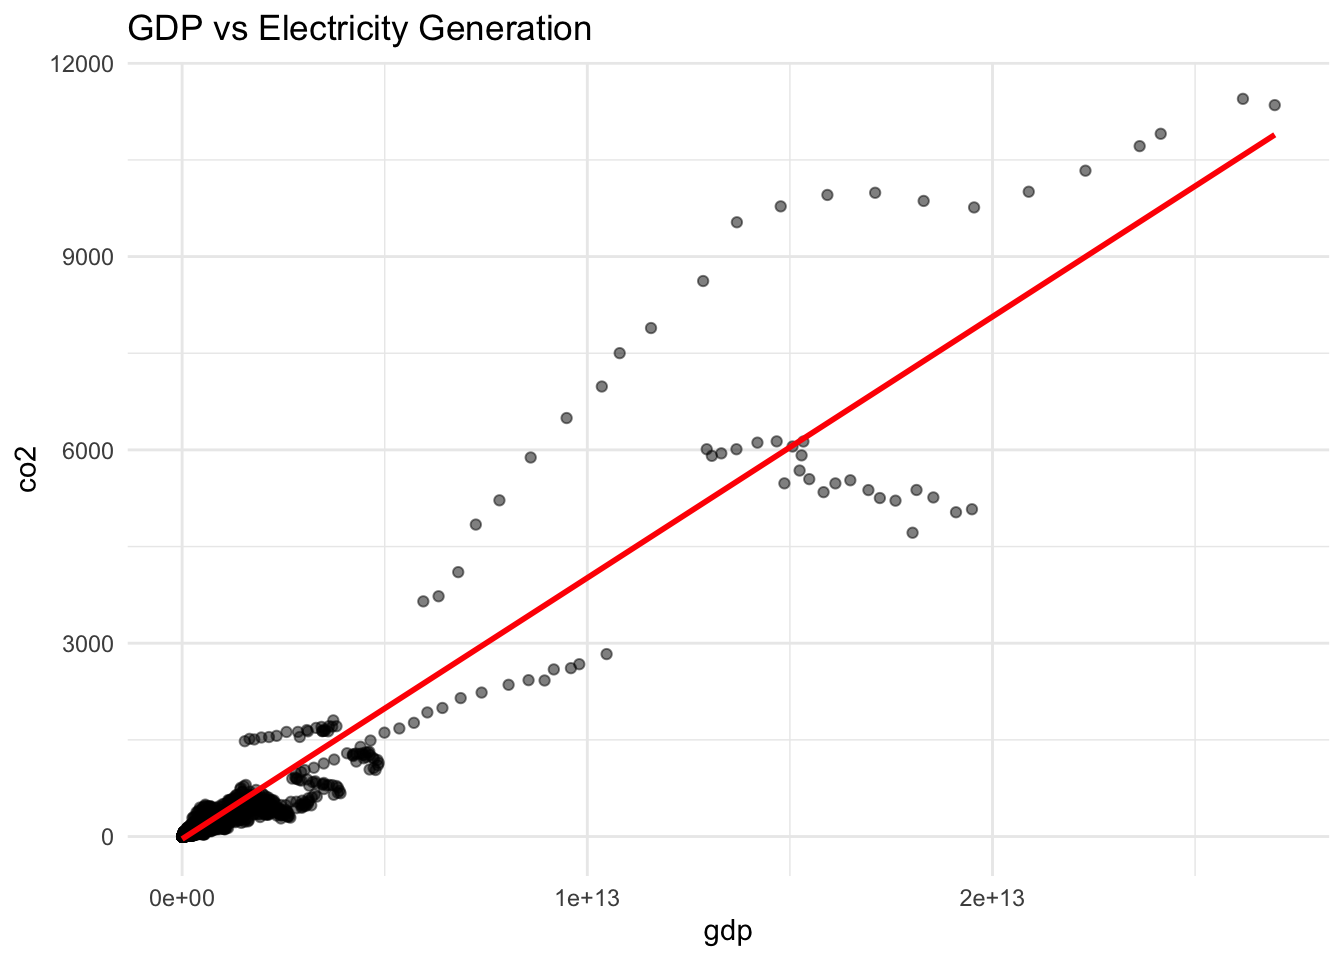 GDP vs Electricity Generation
12000
9000
6000
3000
0
co2
0e+00
1e+13
2e+13
gdp